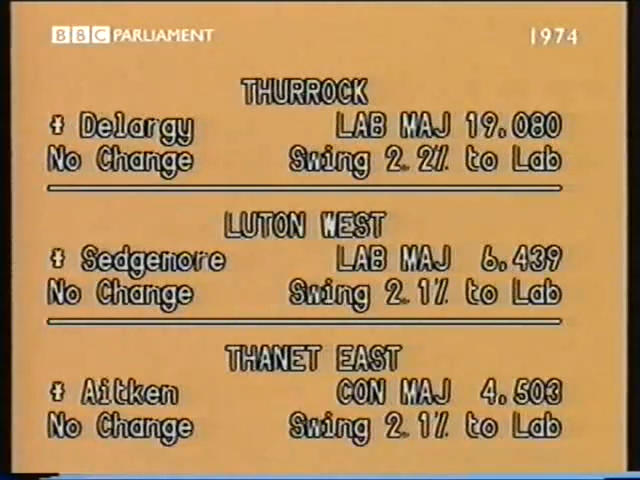 BBC PARLIAMENT 1974
THURROCK
* Delargy LAB MAJ 19.080
No Change Swing 2.2% to Lab
LUTON WEST
* Sedgemore LAB MAJ 6.439
No Change Swing 2.1% to Lab
THANET EAST
* Aitken CON MAJ 4.503
No Change Swing 2.1% to Lab